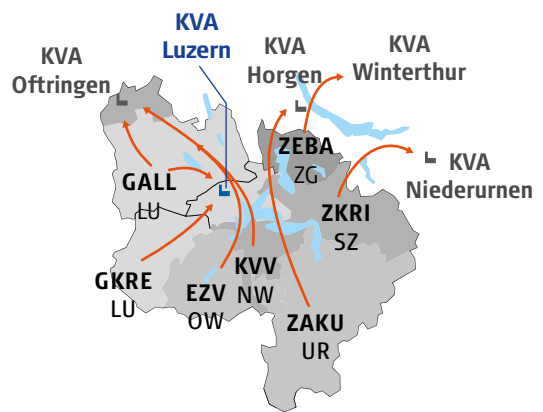 KVA
Luzern
KVA
Oftringen
KVA
Horgen
KVA
Winterthur
KVA
Niederurnen
ZEBA
ZG
GALL
LU
ZKRI
SZ
GKRE
LU
EZV
OW
KVV
NW
ZAKU
UR